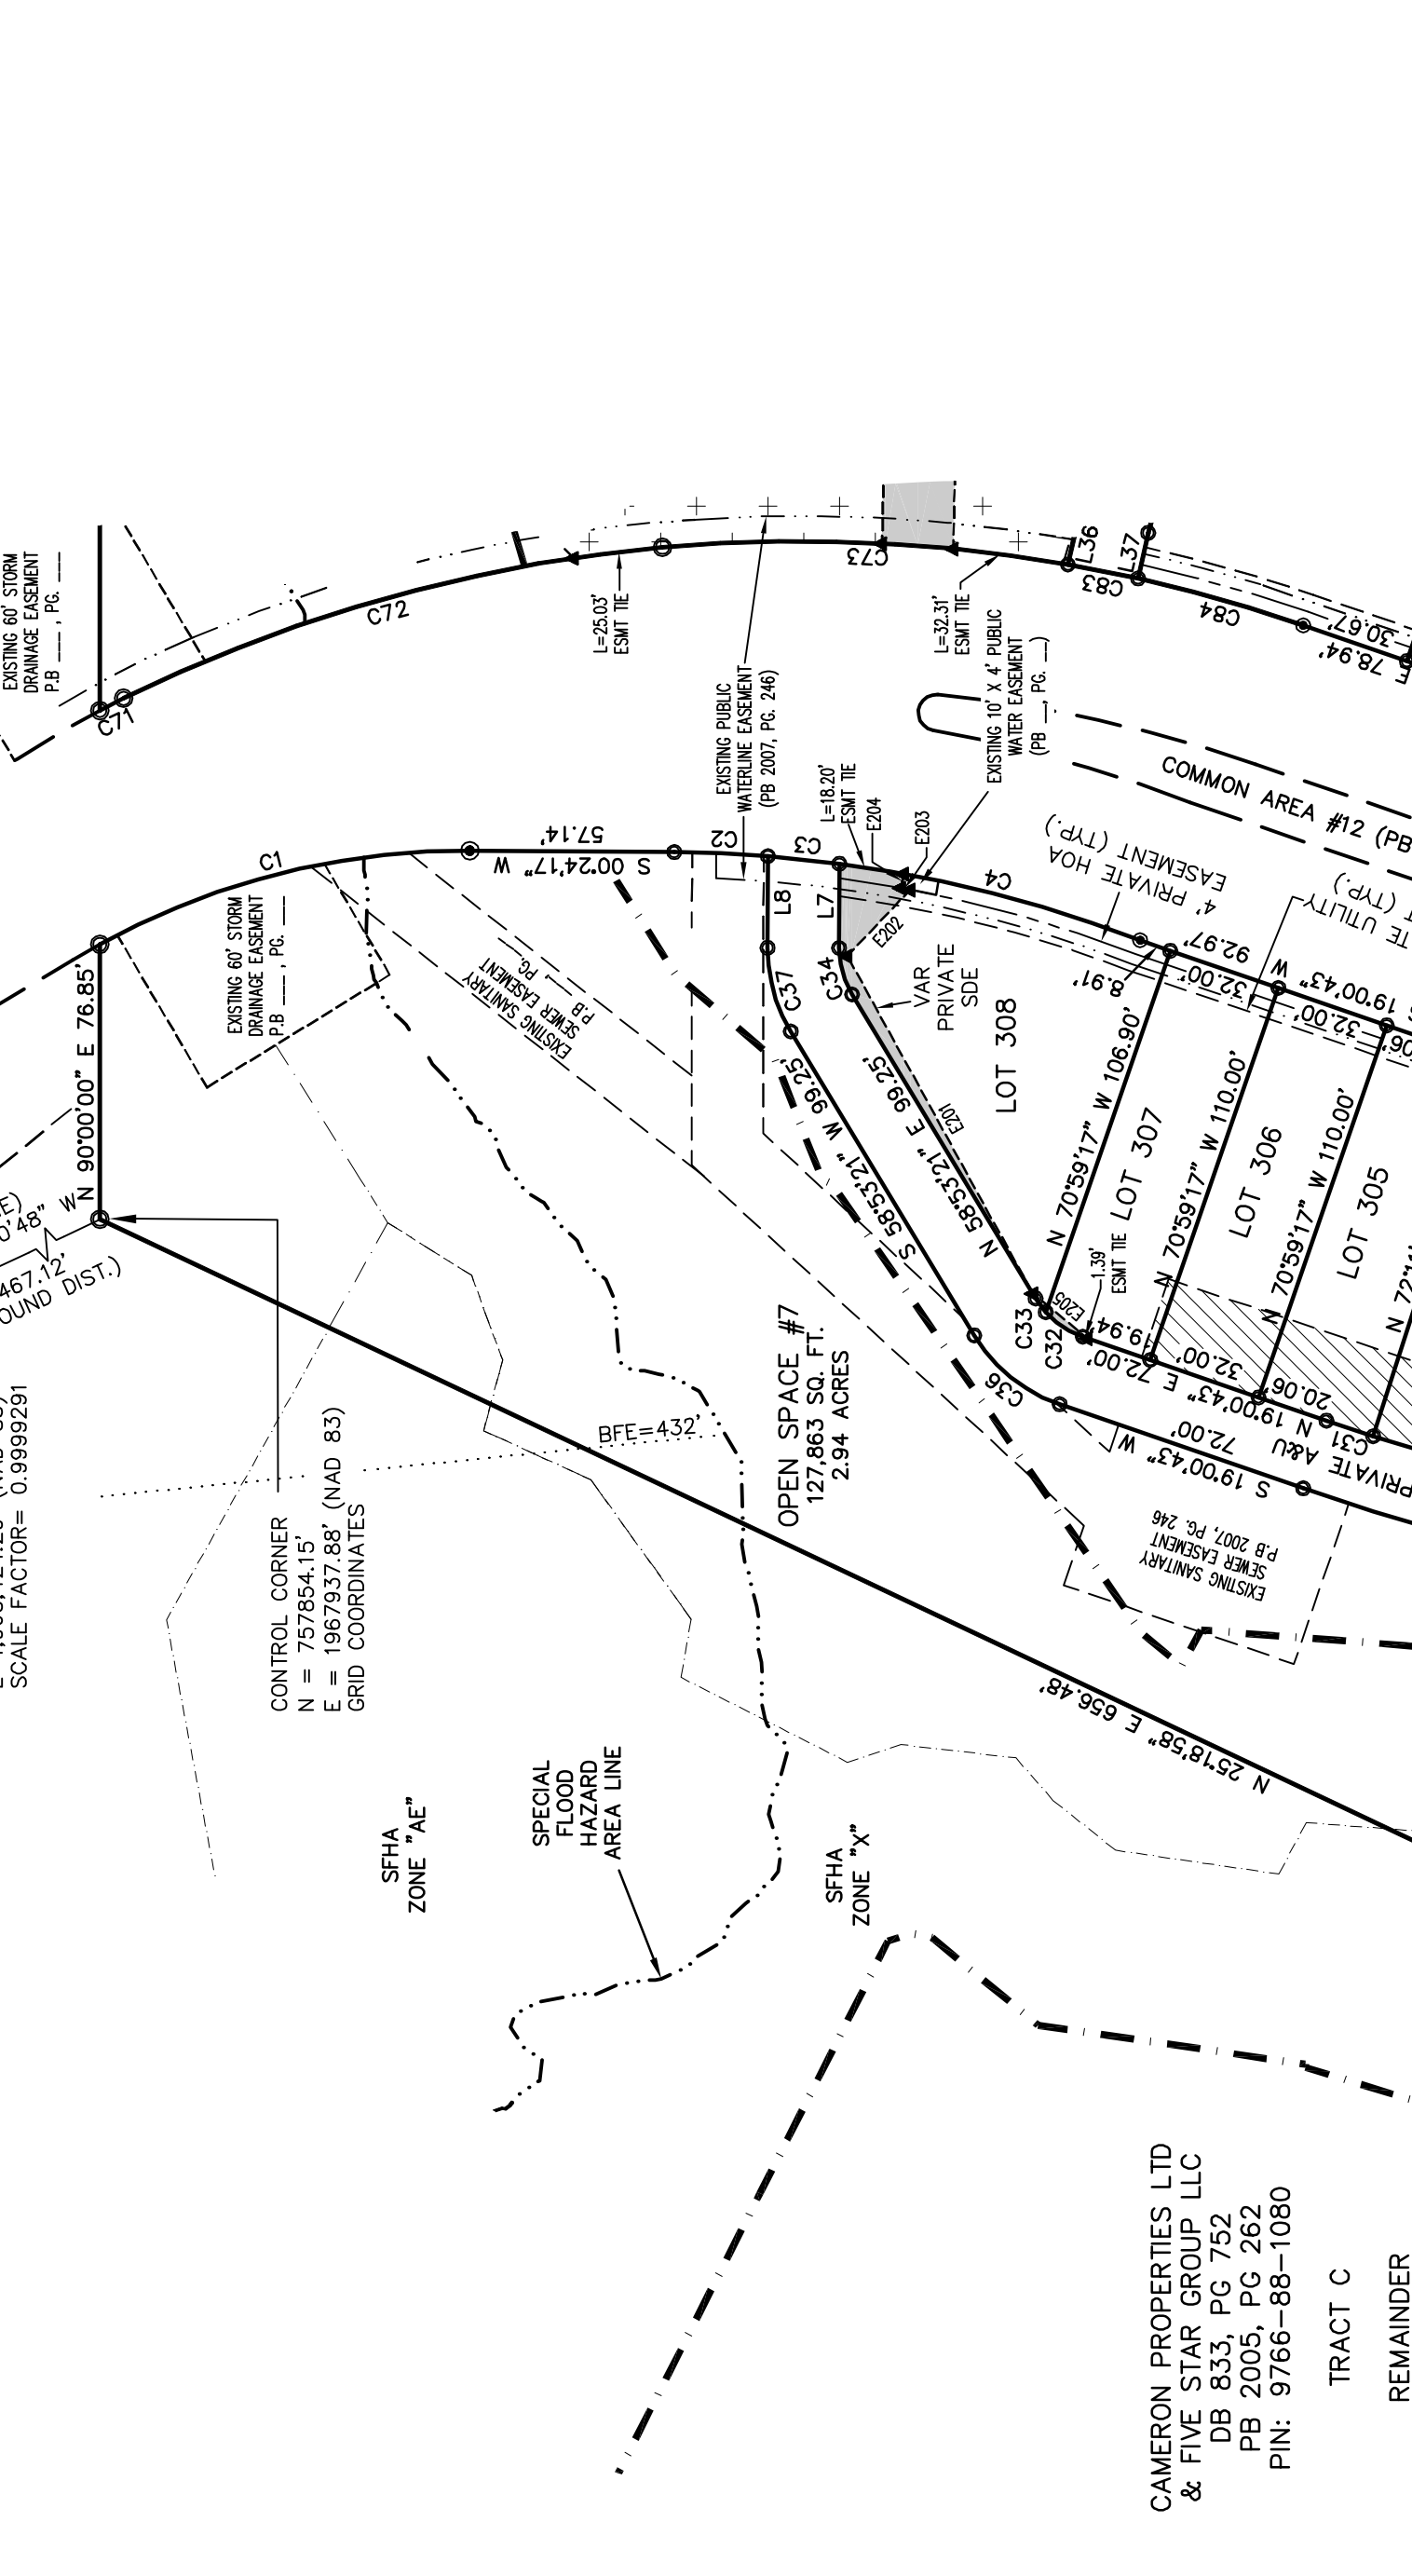 EXISTING 60' STORM
DRAINAGE EASEMENT
P.B ___, PG. ___
C71
C72
L=25.03'
ESMT TIE
C73
L=32.31'
ESMT TIE
L36
C83
L37
C84
30.67'
78.94'
E
EXISTING PUBLIC
WATERLINE EASEMENT
(PB 2007, PG. 246)
EXISTING 10' X 4' PUBLIC
WATER EASEMENT
(PB __, PG. __)
COMMON AREA #12 (PB
L=18.20'
ESMT TIE
E204
E203
C1
S 00°24'17" W
57.14'
C2
C3
C4
L8
L7
E202
4' PRIVATE HOA
EASEMENT (TYP.)
UTILITY
(TYP.)
92.97'
S 19°00'43" W
8.91'
32.00'
32.00'
N 90°00'00" E 76.85'
EXISTING 60' STORM
DRAINAGE EASEMENT
P.B ___, PG. ___
EXISTING SANITARY
SEWER EASEMENT
P.B __, PG. __
C37
C34
S 58°53'21" W 99.25'
N 58°53'21" E 99.25'
E201
VAR
PRIVATE
SDE
LOT 308
N 70°59'17" W 106.90'
LOT 307
N 70°59'17" W 110.00'
LOT 306
N 70°59'17" W 110.00'
LOT 305
C33
C32
E205
1.39'
ESMT TIE
19.94'
N 19°00'43" E 72.00'
32.00'
20.06'
C31
PRIVATE A&U
C36
S 19°00'43" W
72.00'
0'48" W
467.12'
OUND DIST.)
SCALE FACTOR= 0.9999291
CONTROL CORNER
N = 757854.15'
E = 1967937.88' (NAD 83)
GRID COORDINATES
BFE=432'
OPEN SPACE #7
127,863 SQ. FT.
2.94 ACRES
EXISTING SANITARY
SEWER EASEMENT
P.B 2007, PG. 246
N 25°18'58" E 656.48'
SPECIAL
FLOOD
HAZARD
AREA LINE
SFHA
ZONE "AE"
SFHA
ZONE "X"
CAMERON PROPERTIES LTD
& FIVE STAR GROUP LLC
DB 833, PG 752
PB 2005, PG 262
PIN: 9766-88-1080
TRACT C
REMAINDER